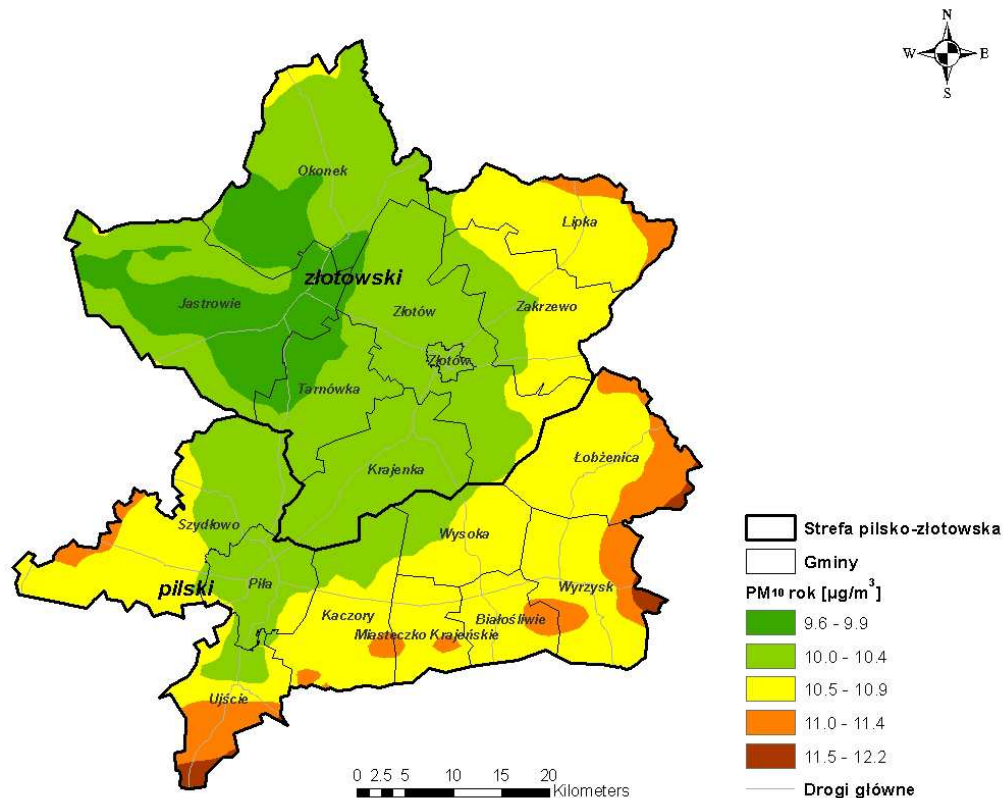 N
W E
S
Okonek
Lipka
złotowski
Jastrowie
Złotów
Zakrzewo
Złotów
Tarnówka
Krajenka
Łobżenica
Szydłowo
Wysoka
Strefa pilsko-złotowska
Gminy
pilski
Piła
Wyrzysk
PM10 rok [µg/m³]
Kaczory
Białośliwie
9.6 - 9.9
Miasteczko Krajeńskie
10.0 - 10.4
10.5 - 10.9
Ujście
11.0 - 11.4
11.5 - 12.2
0 2.5 5 10 15 20
Kilometers
Drogi główne